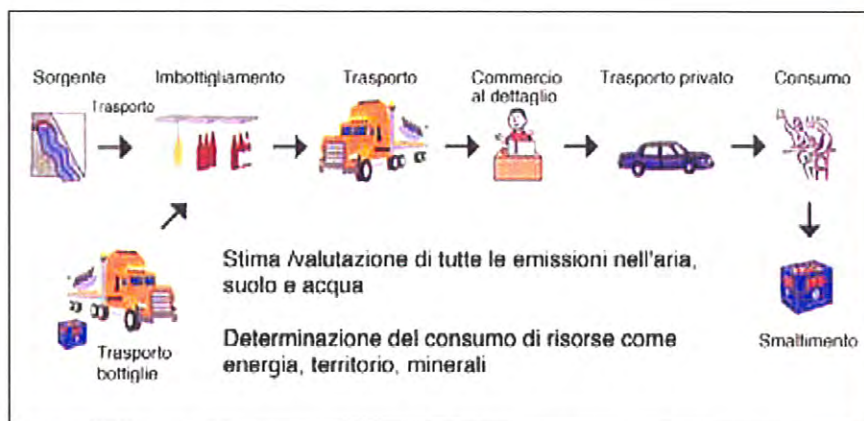 Sorgente
Trasporto
Imbottigliamento
Trasporto
Commercio
al dettaglio
Trasporto privato
Consumo
Stima /valutazione di tutte le emissioni nell'aria,
suolo e acqua
Determinazione del consumo di risorse come
energia, territorio, minerali
Trasporto
bottiglie
Smaltimento